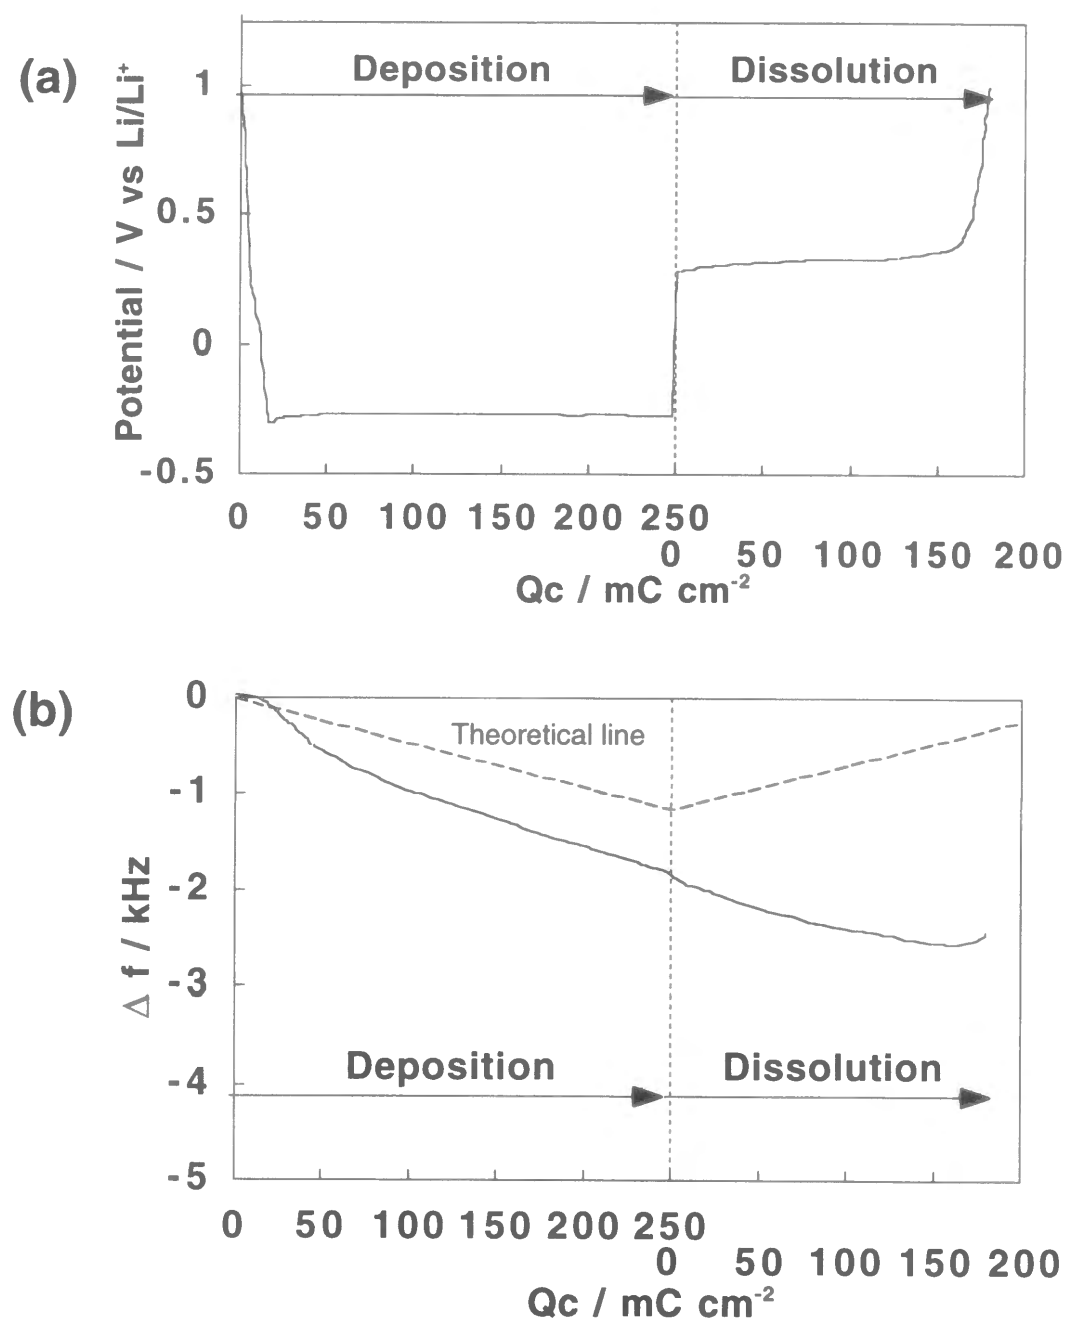 (a)
Deposition
Dissolution
Potential / V vs Li/Li⁺
1
0.5
0
-0.5
0 50 100 150 200 250
0 50 100 150 200
Qc / mC cm⁻²
(b)
Theoretical line
Δ f / kHz
0
-1
-2
-3
-4
-5
Deposition
Dissolution
0 50 100 150 200 250
0 50 100 150 200
Qc / mC cm⁻²